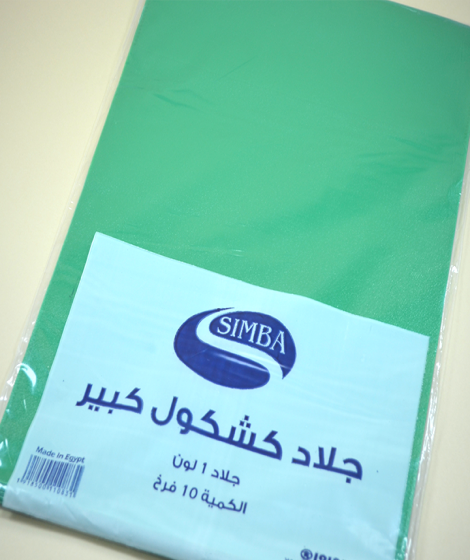 SIMBA
جلاد كشكول كبير
جلاد 1 لون
الكمية 10 فرخ
Made in Egypt